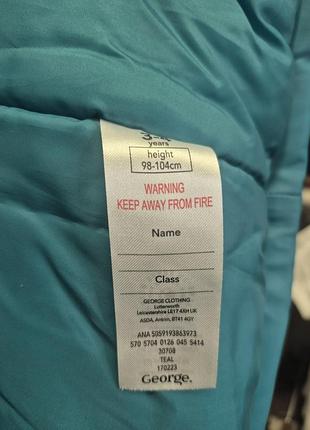 years
height
98-104cm
WARNING
KEEP AWAY FROM FIRE
Name
Class
GEORGE CLOTHING
Lutterworth
Leicestershire LE17 4XH UK
ASDA, Antrim, BT41 4GY
ANA 5059193863973
570 5704 0126 045 5414
30708
TEAL
170223
George.